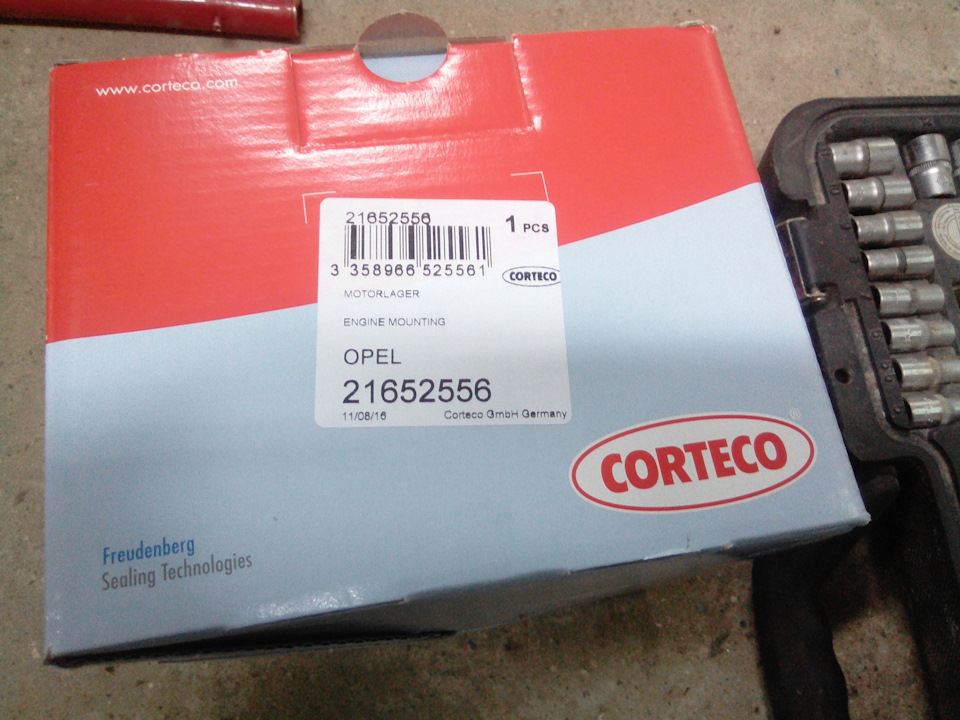 www.corteco.com
21652556
1 PCS
3 358966 525561
CORTECO
MOTORLAGER
ENGINE MOUNTING
OPEL
21652556
11/08/16 Corteco GmbH Germany
CORTECO®
Freudenberg
Sealing Technologies